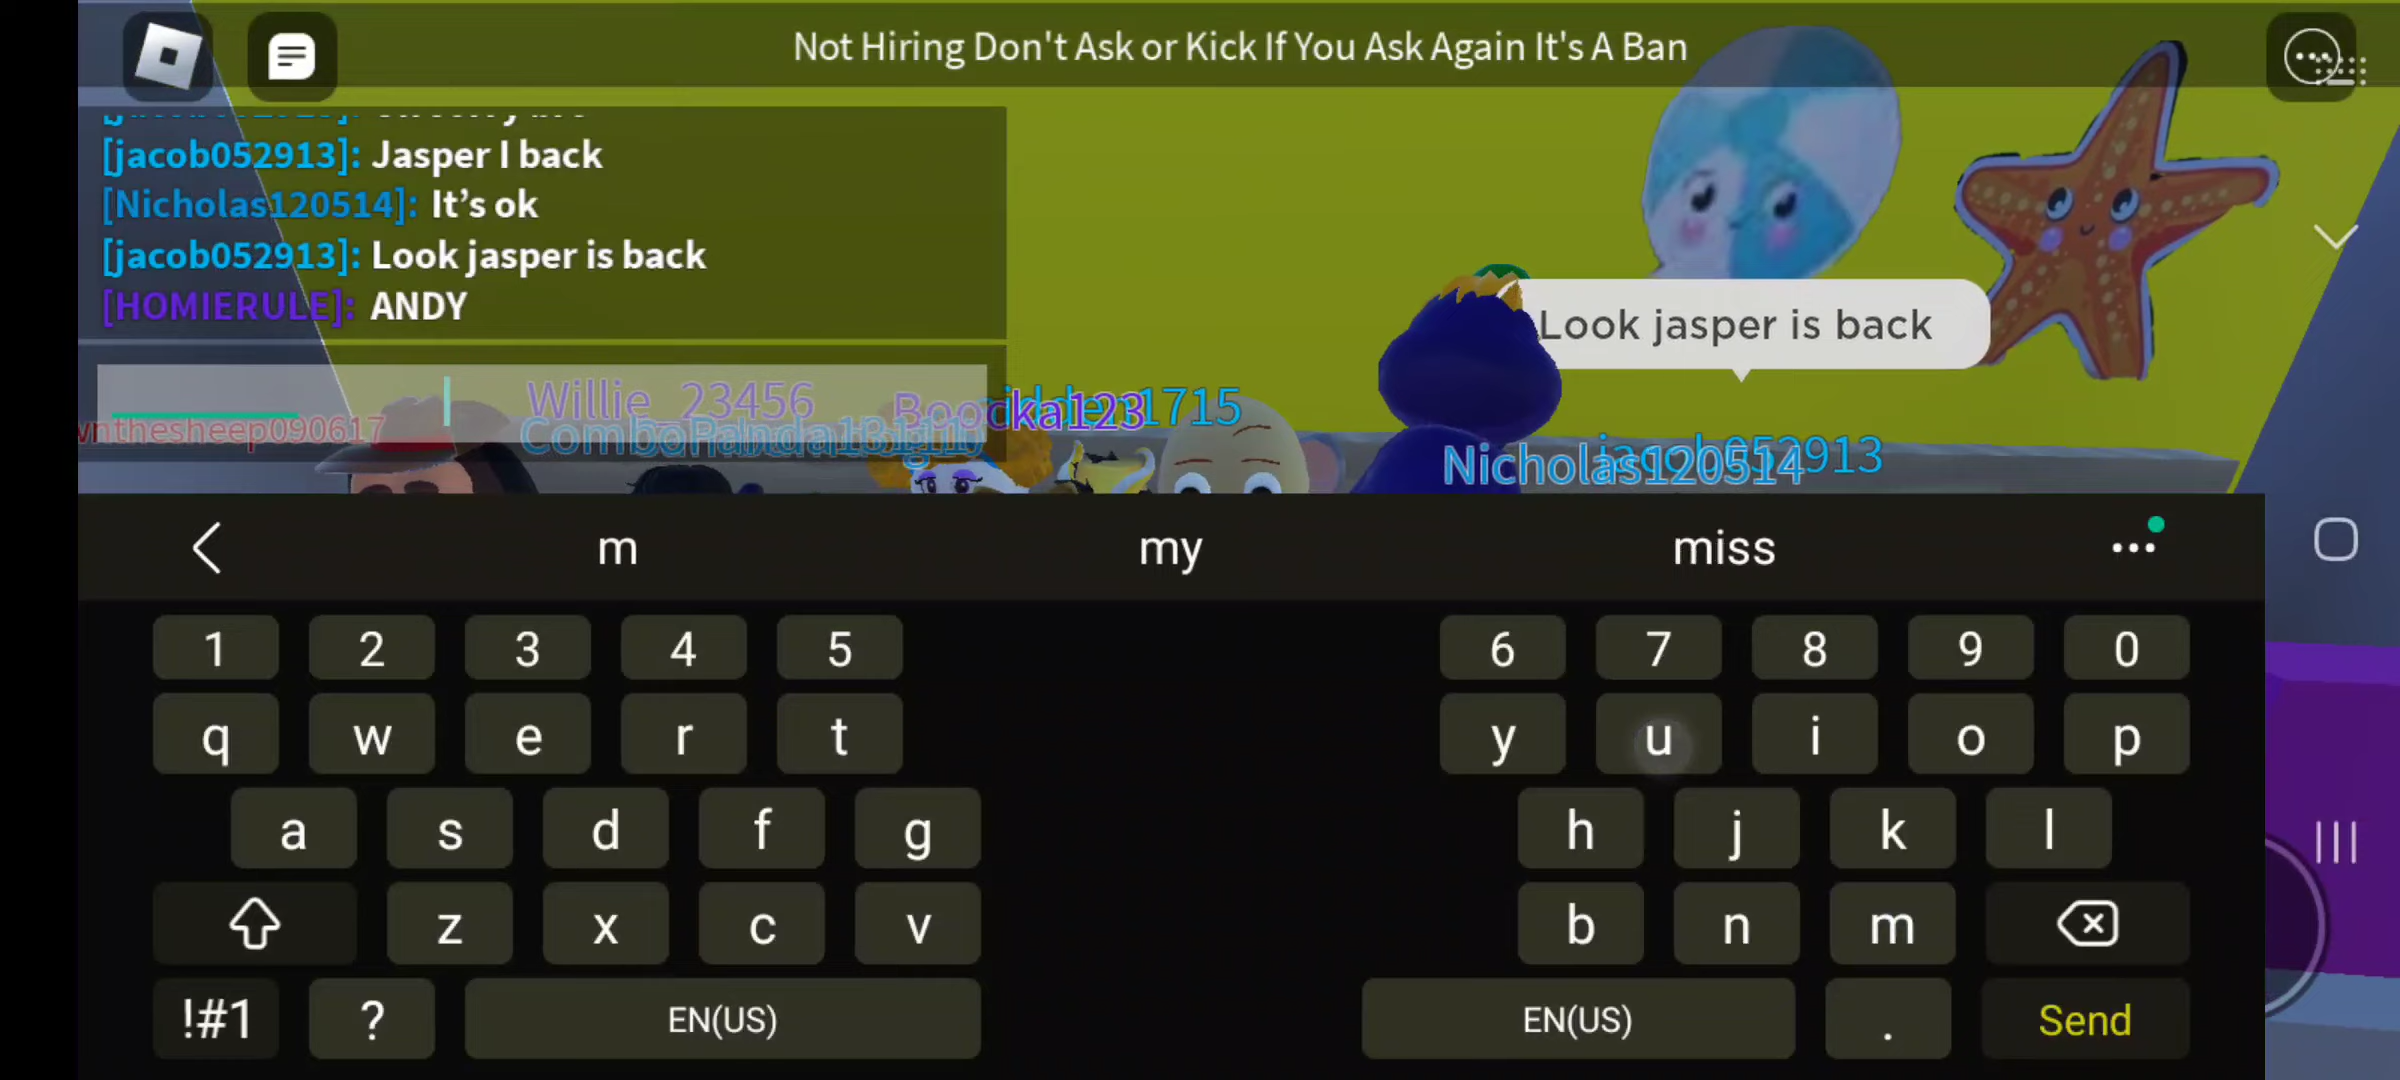 Not Hiring Don't Ask or Kick If You Ask Again It's A Ban
[jacob052913]: Jasper I back
[Nicholas120514]: It’s ok
[jacob052913]: Look jasper is back
[HOMIERULE]: ANDY
Look jasper is back
Willie_23456
Nicholas120514
m my miss
1 2 3 4 5 6 7 8 9 0
q w e r t y u i o p
a s d f g h j k l
z x c v b n m
!#1 ? EN(US) EN(US) . Send